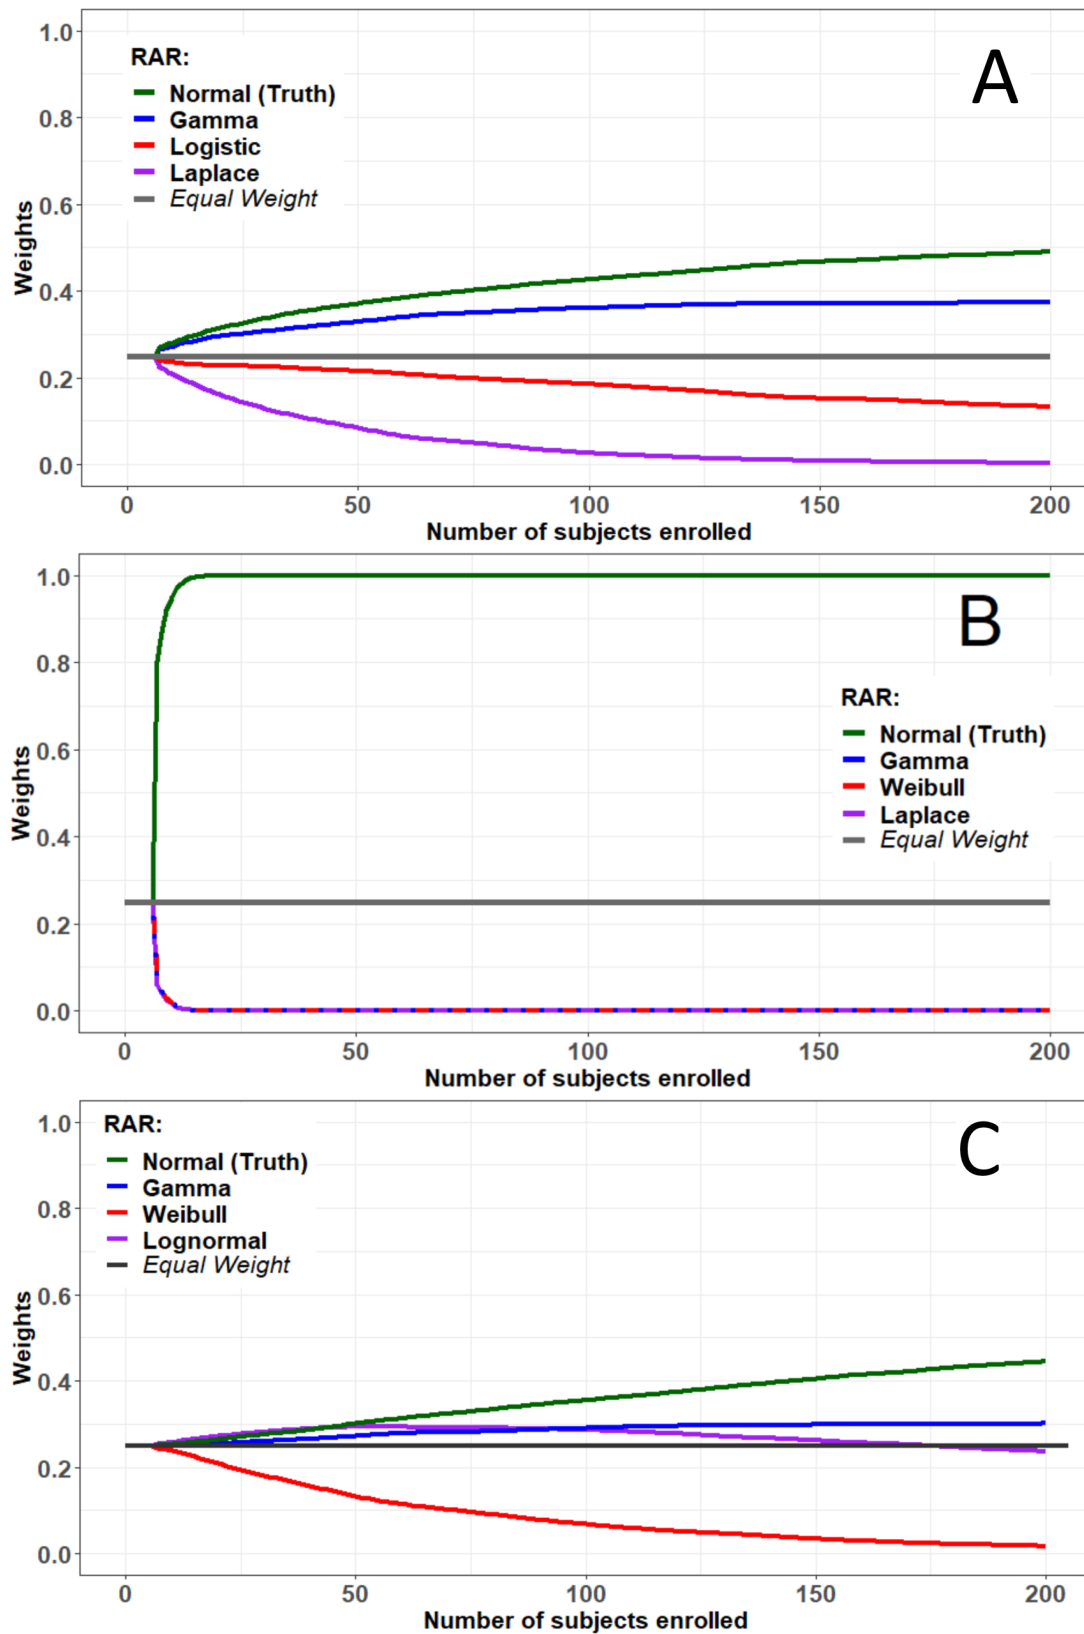 A
RAR:
Normal (Truth)
Gamma
Logistic
Laplace
Equal Weight
Weights
1.0
0.8
0.6
0.4
0.2
0.0
0 50 100 150 200
Number of subjects enrolled
B
RAR:
Normal (Truth)
Gamma
Weibull
Laplace
Equal Weight
Weights
1.0
0.8
0.6
0.4
0.2
0.0
0 50 100 150 200
Number of subjects enrolled
C
RAR:
Normal (Truth)
Gamma
Weibull
Lognormal
Equal Weight
Weights
1.0
0.8
0.6
0.4
0.2
0.0
0 50 100 150 200
Number of subjects enrolled